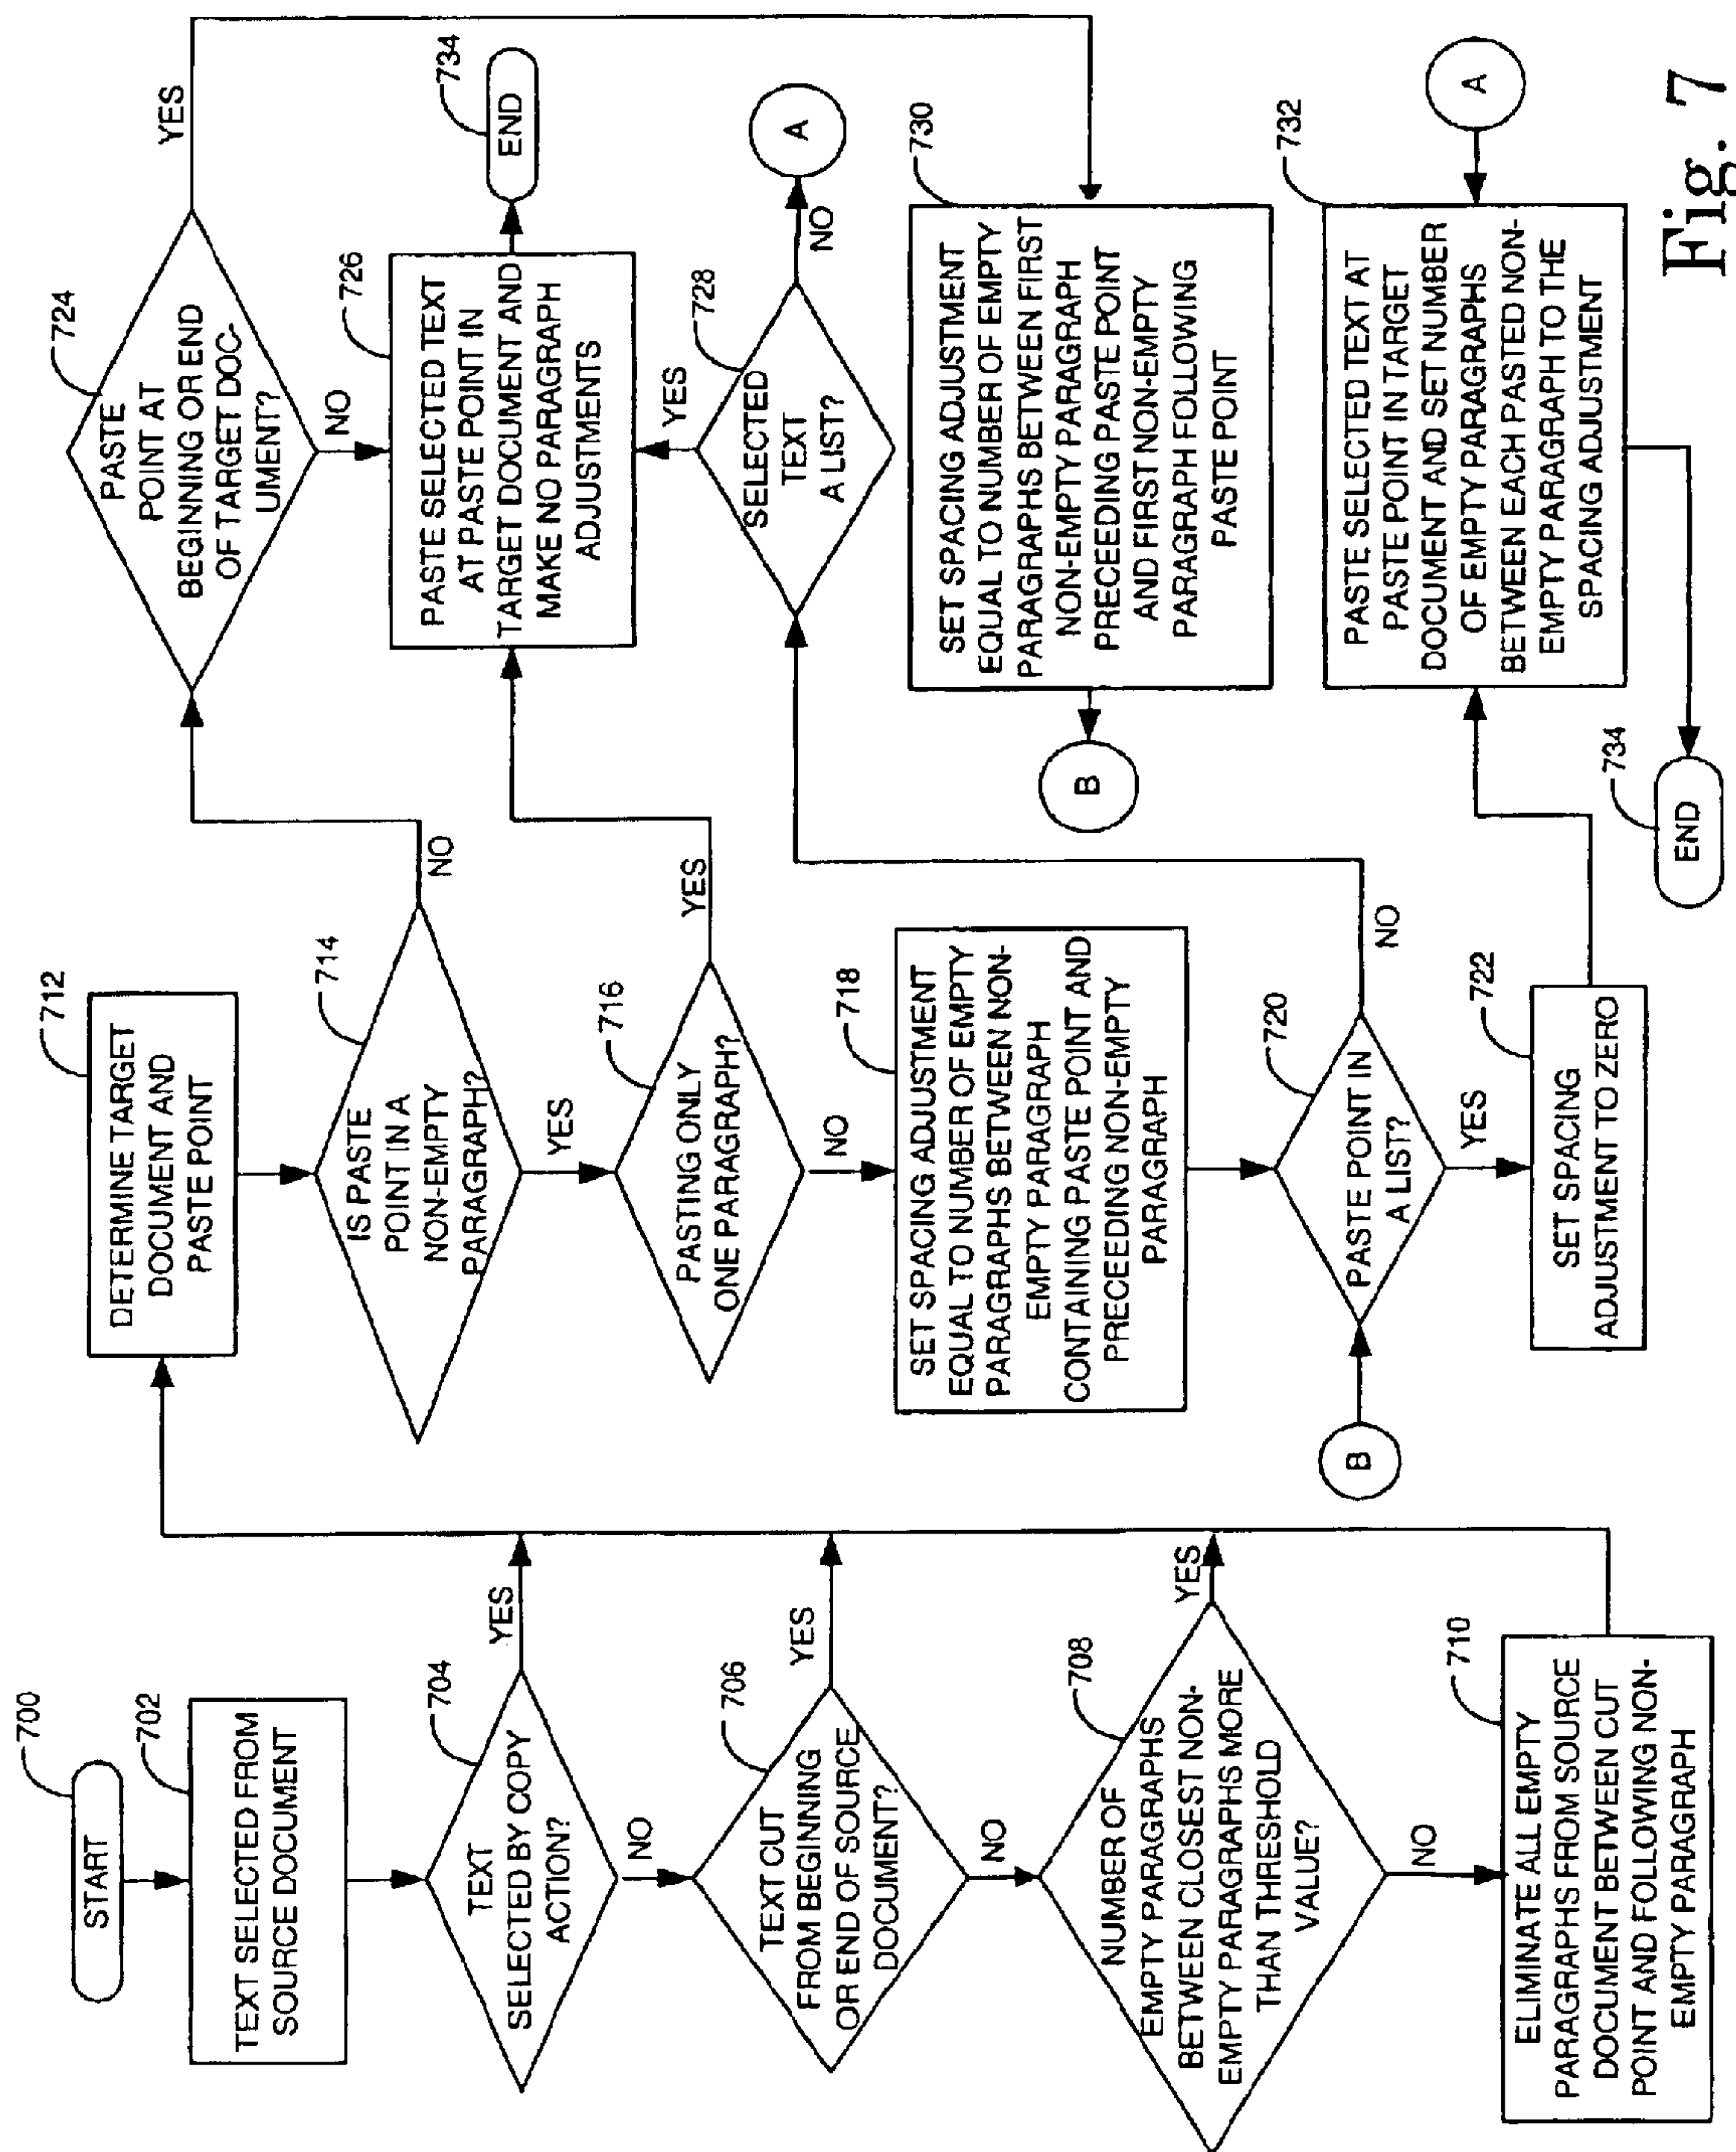 700
START
702
TEXT SELECTED FROM
SOURCE DOCUMENT
704
TEXT
SELECTED BY COPY
ACTION?
YES
NO
706
TEXT CUT
FROM BEGINNING
OR END OF SOURCE
DOCUMENT?
YES
NO
708
NUMBER OF
EMPTY PARAGRAPHS
BETWEEN CLOSEST NON-
EMPTY PARAGRAPHS MORE
THAN THRESHOLD
VALUE?
YES
NO
710
ELIMINATE ALL EMPTY
PARAGRAPHS FROM SOURCE
DOCUMENT BETWEEN CUT
POINT AND FOLLOWING NON-
EMPTY PARAGRAPH
712
DETERMINE TARGET
DOCUMENT AND
PASTE POINT
714
IS PASTE
POINT IN A
NON-EMPTY
PARAGRAPH?
NO
YES
716
PASTING ONLY
ONE PARAGRAPH?
YES
NO
718
SET SPACING ADJUSTMENT
EQUAL TO NUMBER OF EMPTY
PARAGRAPHS BETWEEN NON-
EMPTY PARAGRAPH
CONTAINING PASTE POINT AND
PRECEEDING NON-EMPTY
PARAGRAPH
B
720
PASTE POINT IN
A LIST?
NO
YES
722
SET SPACING
ADJUSTMENT TO ZERO
724
PASTE
POINT AT
BEGINNING OR END
OF TARGET DOC-
UMENT?
YES
NO
726
PASTE SELECTED TEXT
AT PASTE POINT IN
TARGET DOCUMENT AND
MAKE NO PARAGRAPH
ADJUSTMENTS
734
END
YES
728
SELECTED
TEXT
A LIST?
NO
A
730
SET SPACING ADJUSTMENT
EQUAL TO NUMBER OF EMPTY
PARAGRAPHS BETWEEN FIRST
NON-EMPTY PARAGRAPH
PRECEEDING PASTE POINT
AND FIRST NON-EMPTY
PARAGRAPH FOLLOWING
PASTE POINT
B
732
PASTE SELECTED TEXT AT
PASTE POINT IN TARGET
DOCUMENT AND SET NUMBER
OF EMPTY PARAGRAPHS
BETWEEN EACH PASTED NON-
EMPTY PARAGRAPH TO THE
SPACING ADJUSTMENT
A
734
END
Fig. 7